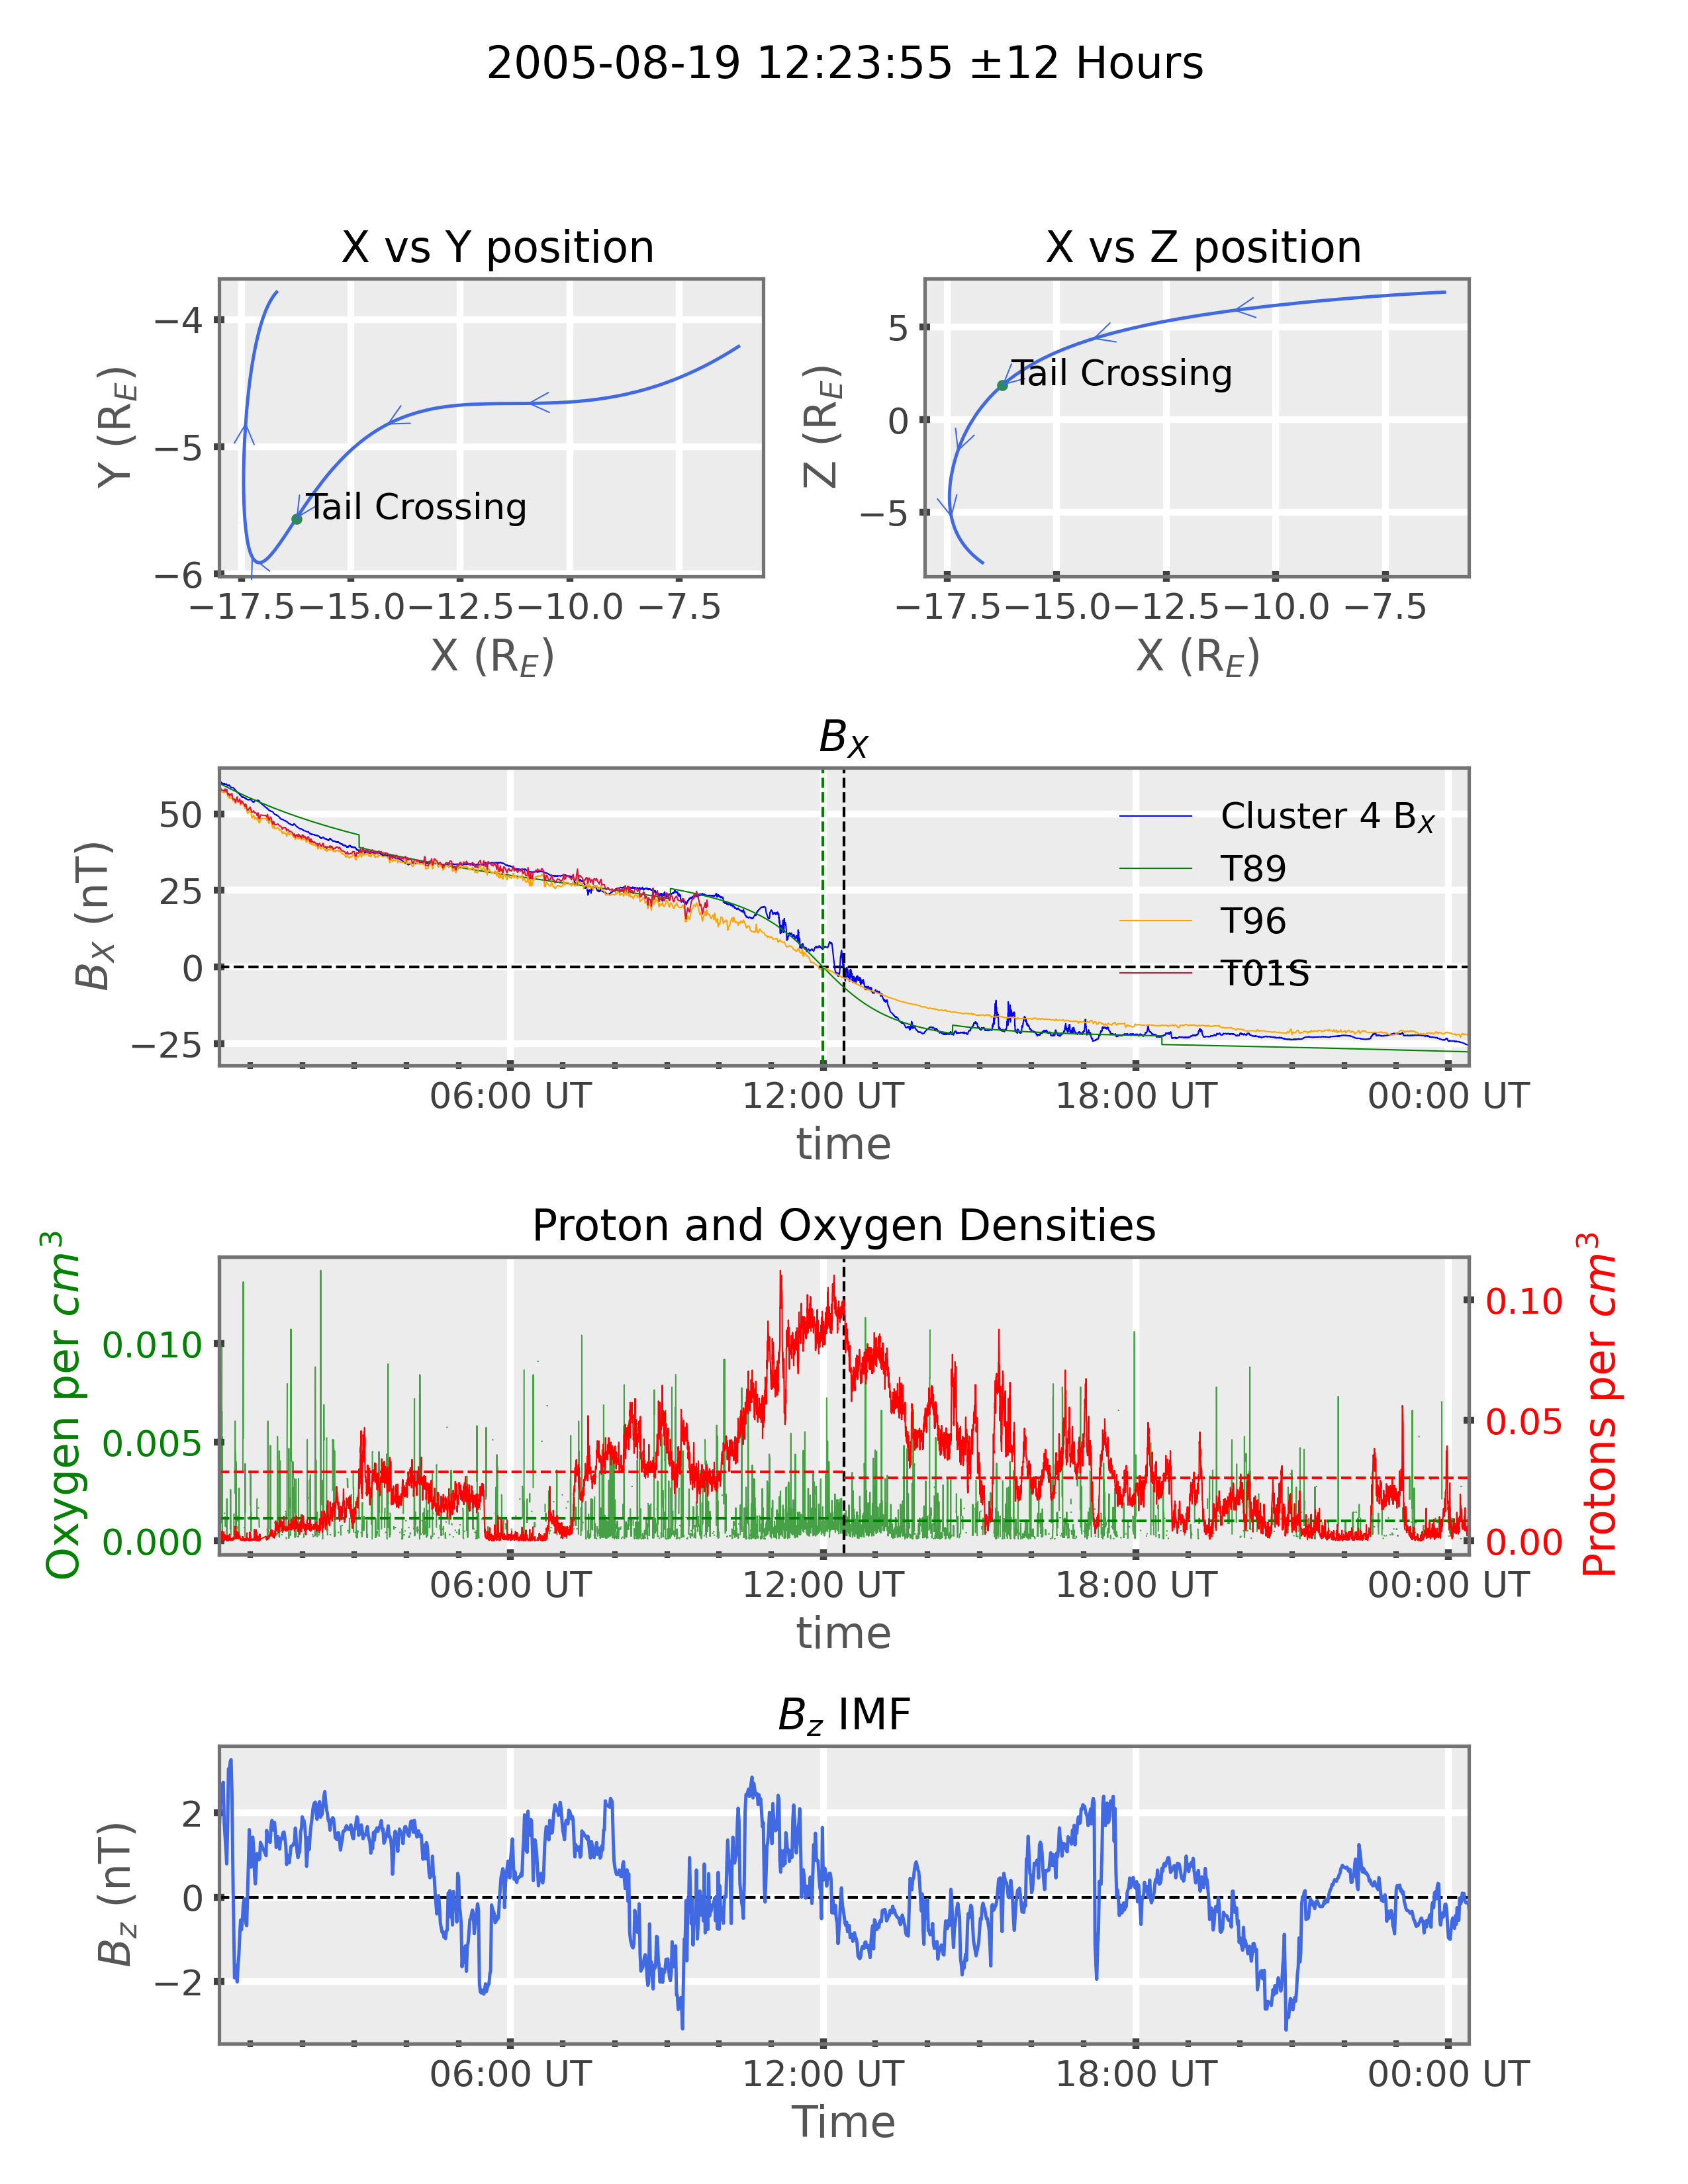 2005-08-19 12:23:55 ±12 Hours
X vs Y position
X vs Z position
−4
−5
−6
Y (R_E)
Tail Crossing
−17.5 −15.0 −12.5 −10.0 −7.5
X (R_E)
5
0
−5
Z (R_E)
Tail Crossing
−17.5 −15.0 −12.5 −10.0 −7.5
X (R_E)
B_X
50
25
0
−25
B_X (nT)
Cluster 4 B_X
T89
T96
T01S
06:00 UT 12:00 UT 18:00 UT 00:00 UT
time
Proton and Oxygen Densities
Oxygen per cm^3
0.010
0.005
0.000
0.10
0.05
0.00
Protons per cm^3
06:00 UT 12:00 UT 18:00 UT 00:00 UT
time
B_z IMF
2
0
−2
B_z (nT)
06:00 UT 12:00 UT 18:00 UT 00:00 UT
Time